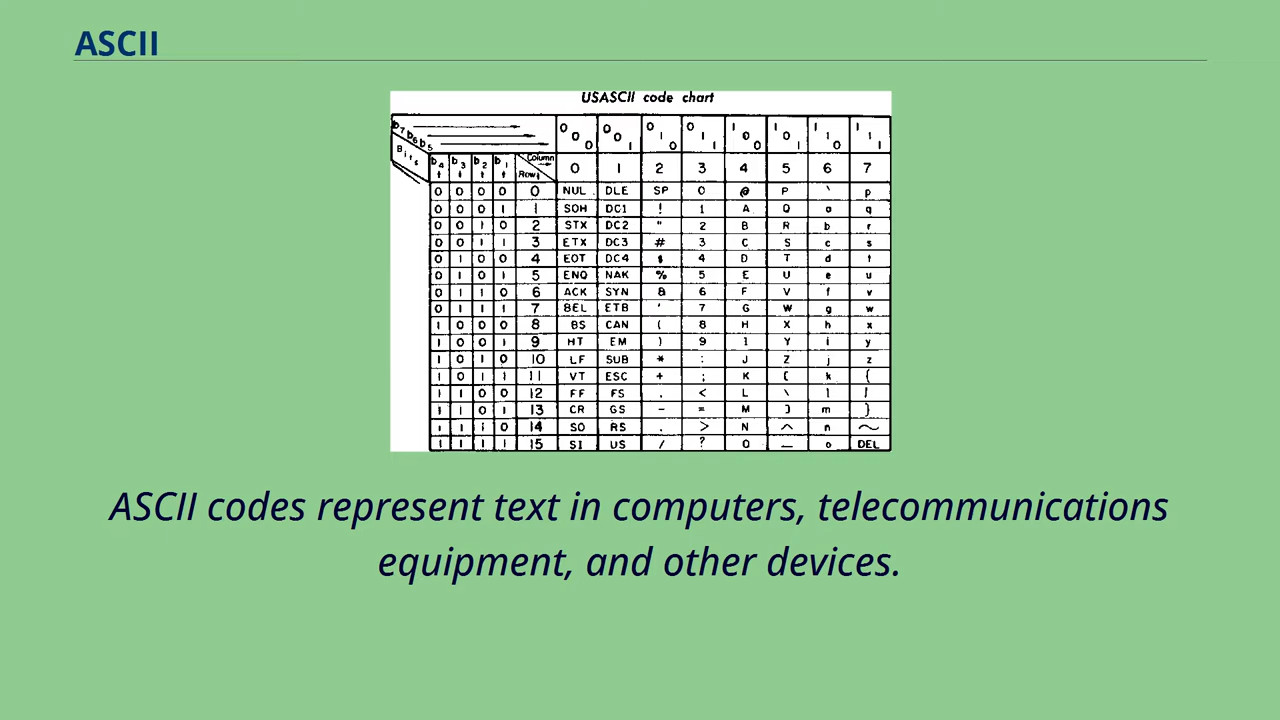 ASCII
USASCII code chart
b7 b6 b5
Bits
0 0 0 0 0 1 0 1 0 0 1 1 1 0 0 1 0 1 1 1 0 1 1 1
b4 b3 b2 b1 Column Row 0 1 2 3 4 5 6 7
0 0 0 0 0 NUL DLE SP 0 @ P ` p
0 0 0 1 1 SOH DC1 ! 1 A Q a q
0 0 1 0 2 STX DC2 " 2 B R b r
0 0 1 1 3 ETX DC3 # 3 C S c s
0 1 0 0 4 EOT DC4 $ 4 D T d t
0 1 0 1 5 ENQ NAK % 5 E U e u
0 1 1 0 6 ACK SYN & 6 F V f v
0 1 1 1 7 BEL ETB ' 7 G W g w
1 0 0 0 8 BS CAN ( 8 H X h x
1 0 0 1 9 HT EM ) 9 I Y i y
1 0 1 0 10 LF SUB * : J Z j z
1 0 1 1 11 VT ESC + ; K [ k {
1 1 0 0 12 FF FS , < L \ l |
1 1 0 1 13 CR GS - = M ] m }
1 1 1 0 14 SO RS . > N ^ n ~
1 1 1 1 15 SI US / ? O _ o DEL
ASCII codes represent text in computers, telecommunications
equipment, and other devices.